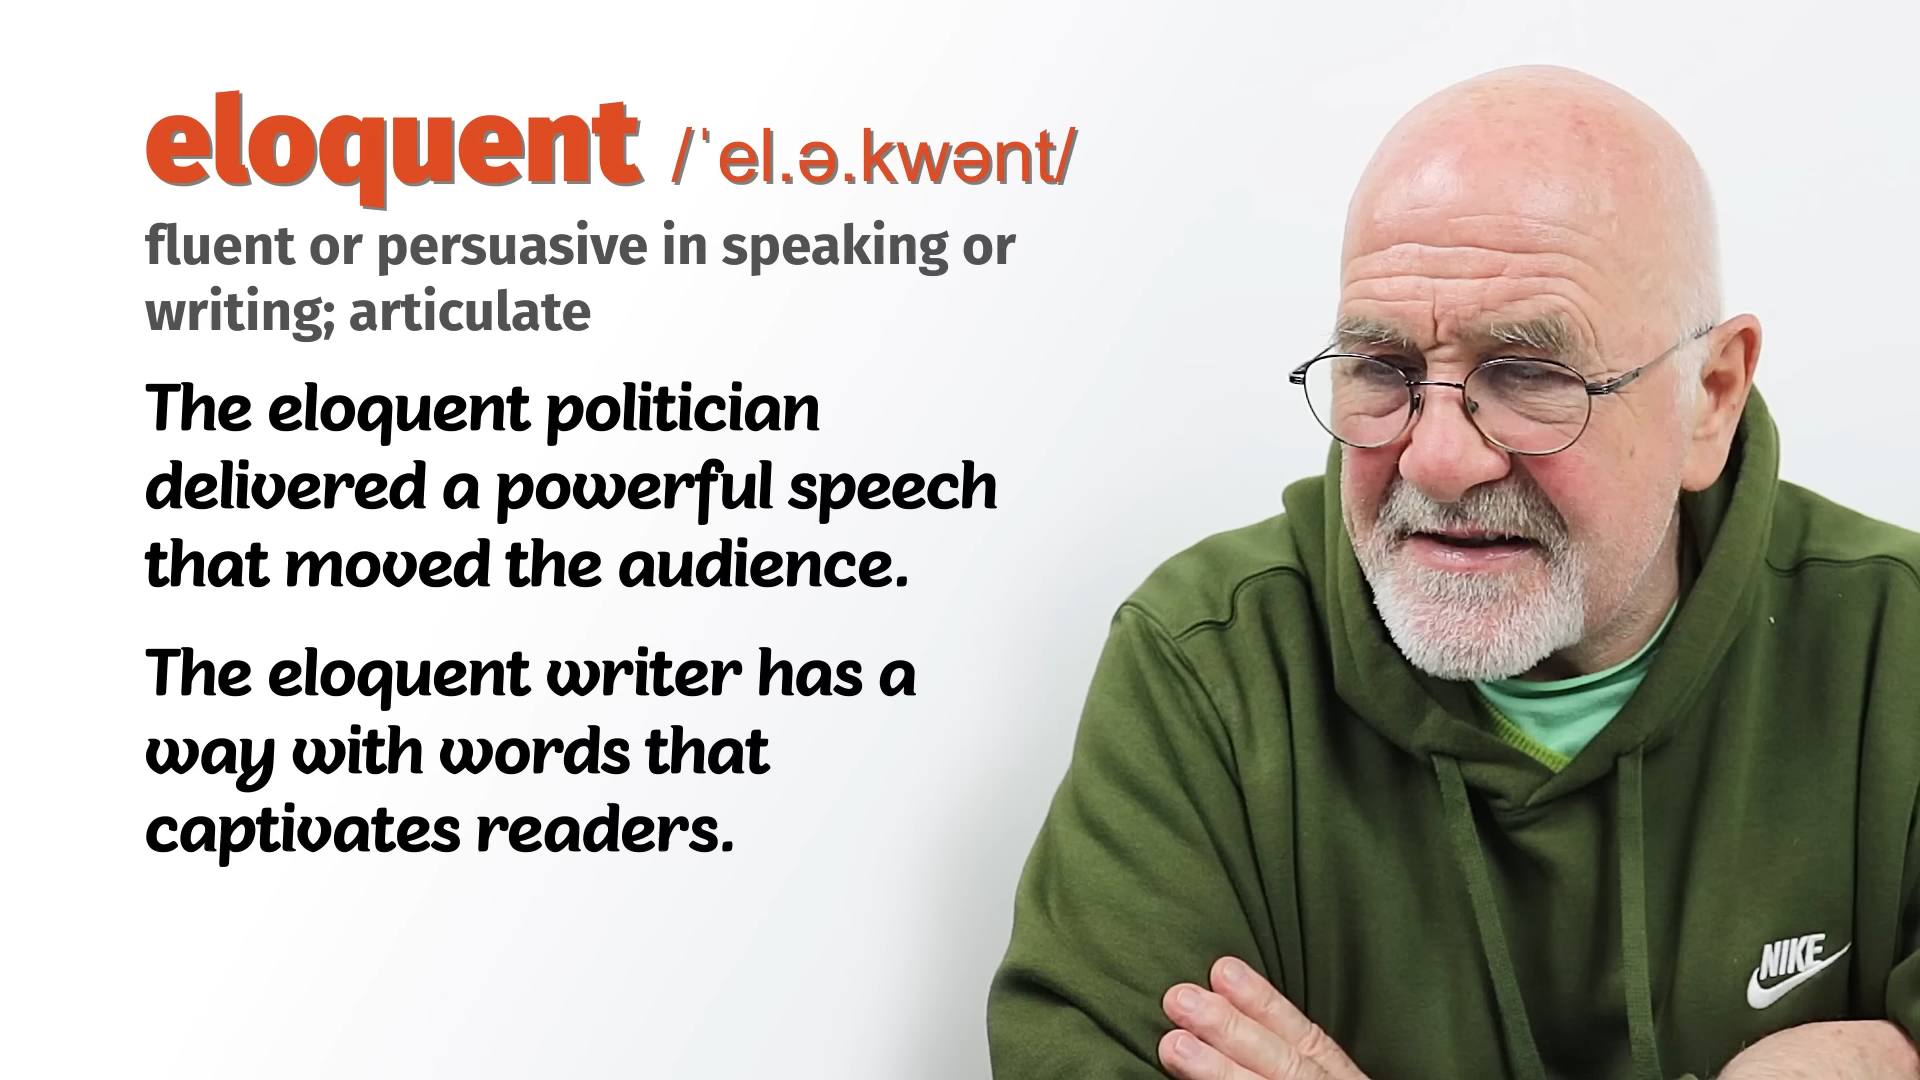 eloquent /ˈel.ə.kwənt/
fluent or persuasive in speaking or
writing; articulate
The eloquent politician
delivered a powerful speech
that moved the audience.
The eloquent writer has a
way with words that
captivates readers.
NIKE